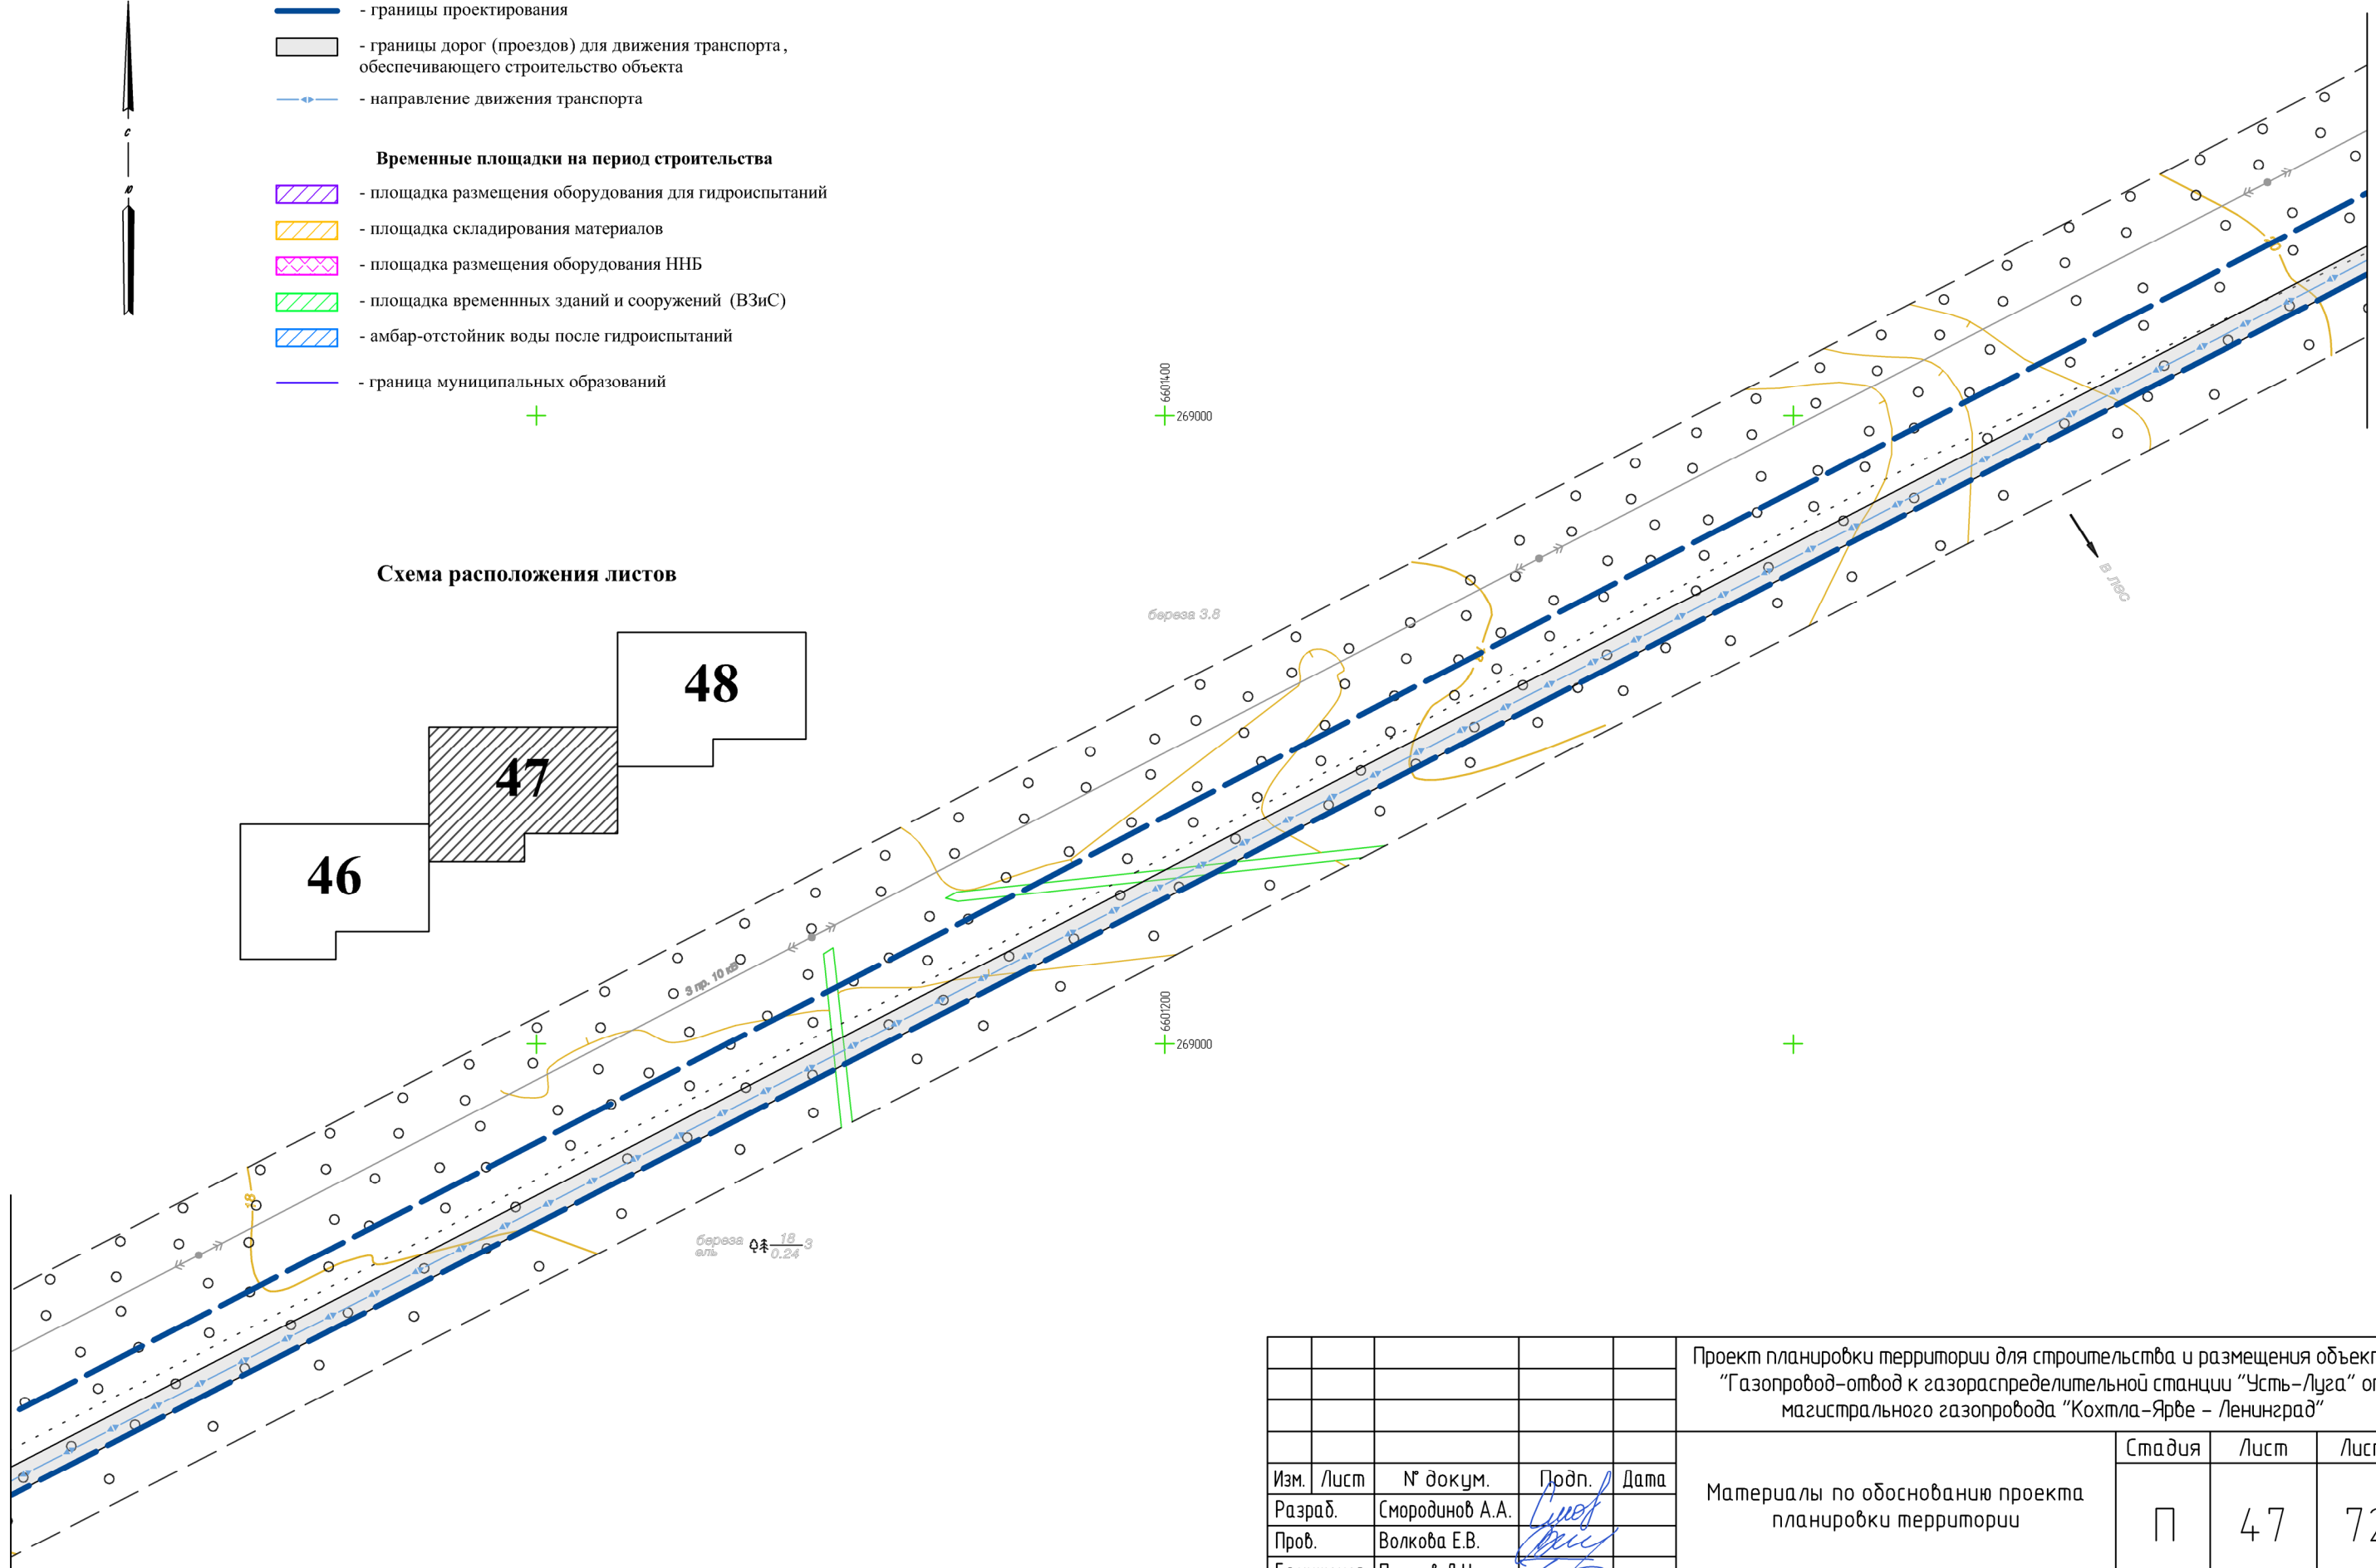 - границы проектирования
- границы дорог (проездов) для движения транспорта,
обеспечивающего строительство объекта
- направление движения транспорта
с
ю
Временные площадки на период строительства
- площадка размещения оборудования для гидроиспытаний
- площадка складирования материалов
- площадка размещения оборудования ННБ
- площадка временнных зданий и сооружений (ВЗиС)
- амбар-отстойник воды после гидроиспытаний
- граница муниципальных образований
6601400
269000
Схема расположения листов
48
47
46
береза 3.8
в лес
3 пр. 10 кВ
6601200
269000
18
береза
ель
18
0.24
3
Проект планировки территории для строительства и размещения
"Газопровод-отвод к газораспределительной станции "Усть-Луга"
магистрального газопровода "Кохтла-Ярве - Ленинград"
Изм. Лист N° докум. Подп. Дата
Разраб. Смородинов А.А.
Пров. Волкова Е.В.
Материалы по обоснованию проекта
планировки территории
Стадия Лист
П 47